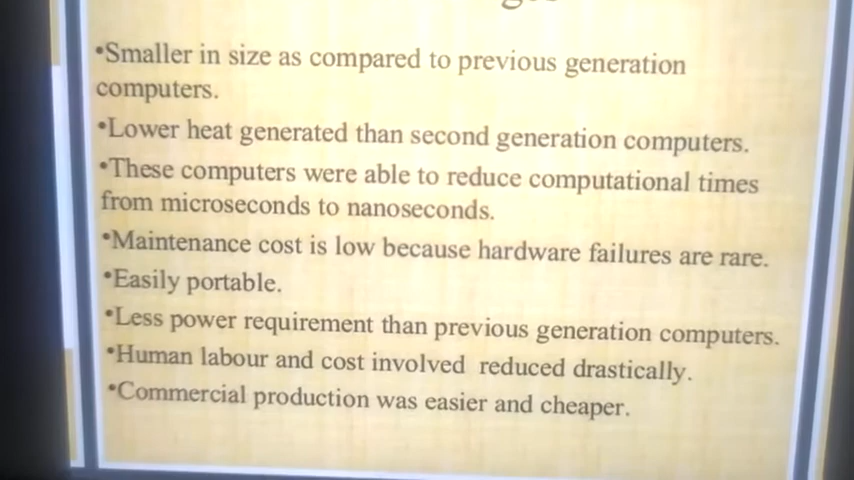 •Smaller in size as compared to previous generation
computers.
•Lower heat generated than second generation computers.
•These computers were able to reduce computational times
from microseconds to nanoseconds.
•Maintenance cost is low because hardware failures are rare.
•Easily portable.
•Less power requirement than previous generation computers.
•Human labour and cost involved  reduced drastically.
•Commercial production was easier and cheaper.